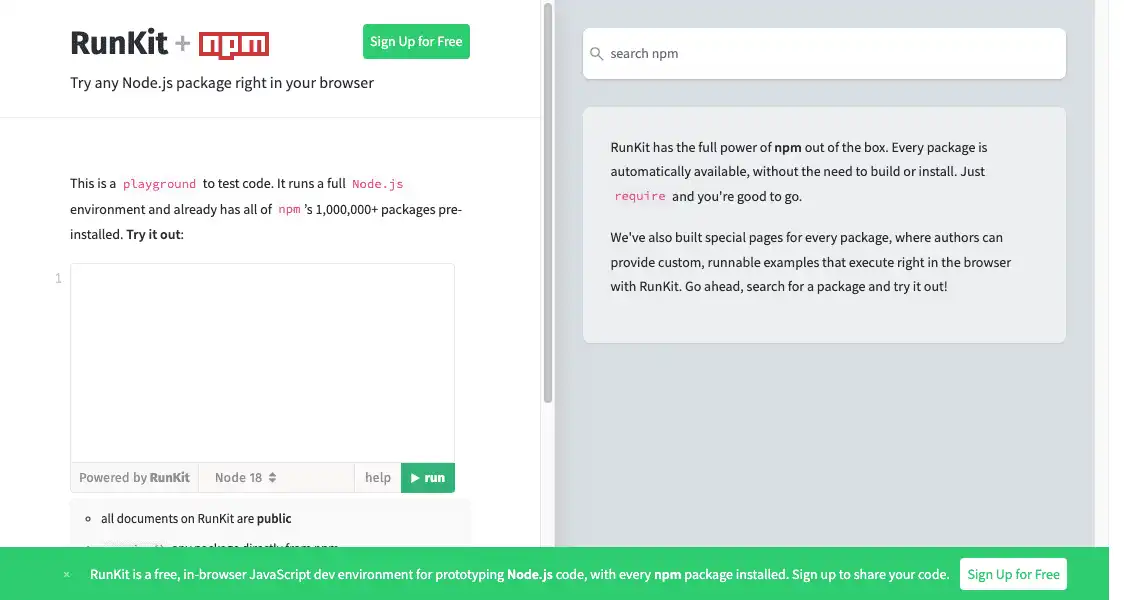 RunKit + npm
Sign Up for Free
Try any Node.js package right in your browser
This is a playground to test code. It runs a full Node.js
environment and already has all of npm 's 1,000,000+ packages pre-
installed. Try it out:
1
Powered by RunKit
Node 18
help
run
all documents on RunKit are public
any package directly from npm
search npm
RunKit has the full power of npm out of the box. Every package is
automatically available, without the need to build or install. Just
require and you're good to go.
We've also built special pages for every package, where authors can
provide custom, runnable examples that execute right in the browser
with RunKit. Go ahead, search for a package and try it out!
× RunKit is a free, in-browser JavaScript dev environment for prototyping Node.js code, with every npm package installed. Sign up to share your code.
Sign Up for Free